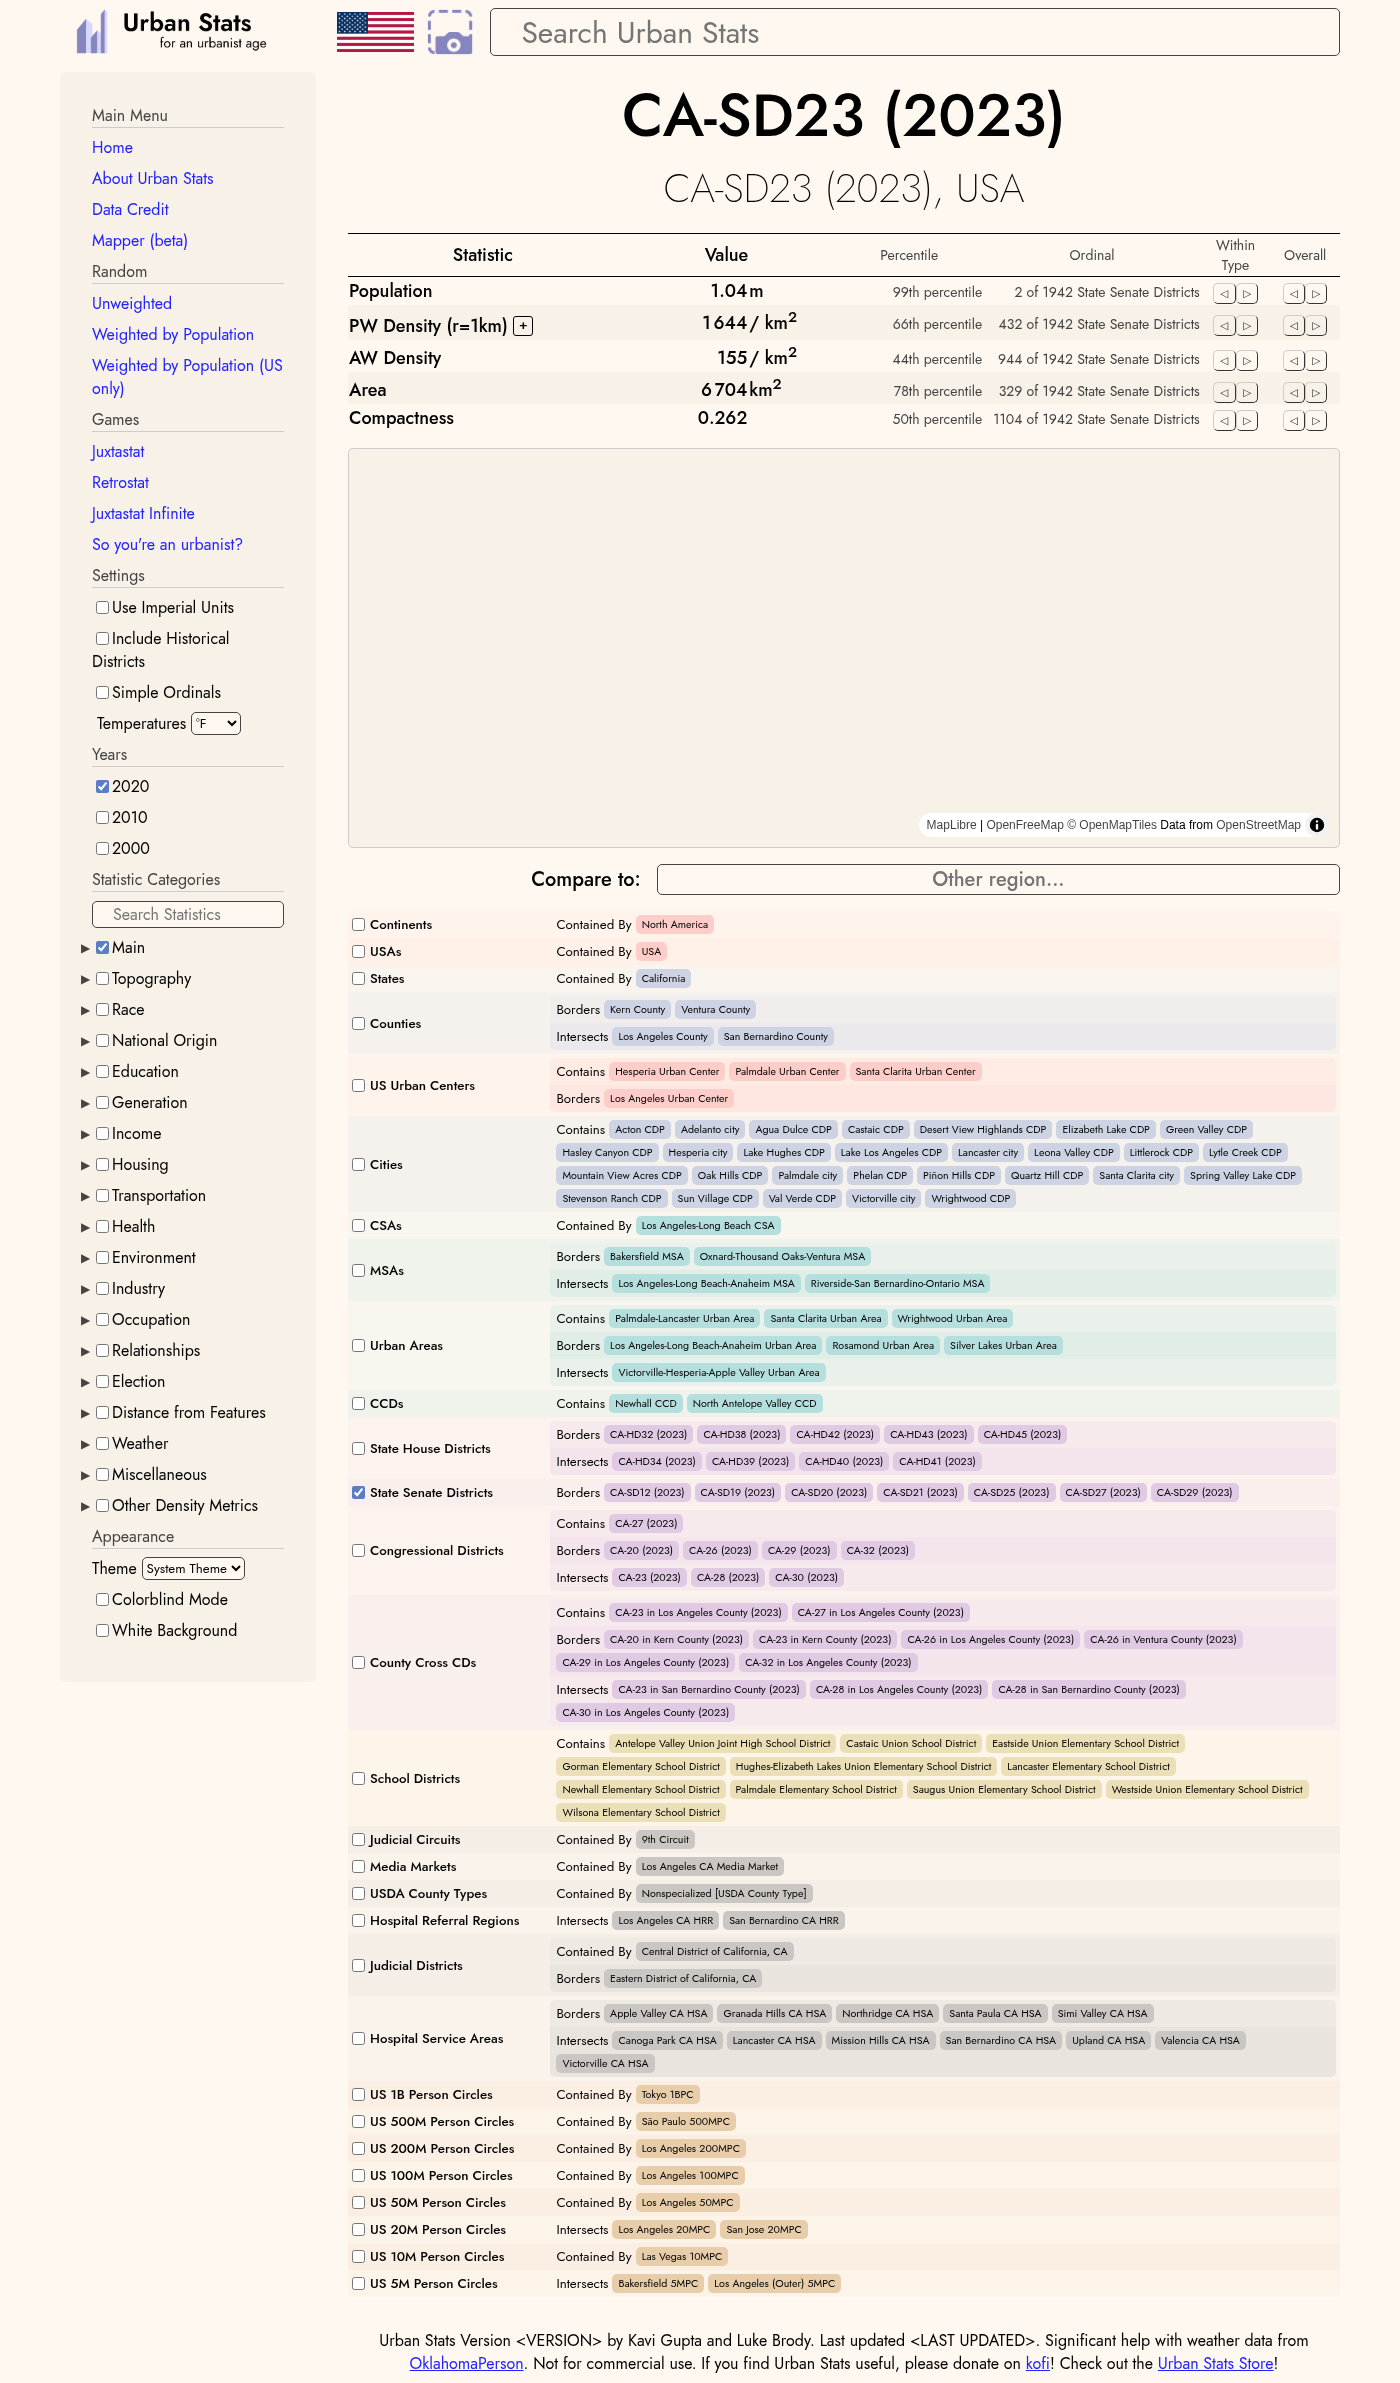 Urban Stats
for an urbanist age
Search Urban Stats
Main Menu
Home
About Urban Stats
Data Credit
Mapper (beta)
Random
Unweighted
Weighted by Population
Weighted by Population (US
only)
Games
Juxtastat
Retrostat
Juxtastat Infinite
So you're an urbanist?
Settings
Use Imperial Units
Include Historical
Districts
Simple Ordinals
Temperatures °F
Years
2020
2010
2000
Statistic Categories
Search Statistics
Main
Topography
Race
National Origin
Education
Generation
Income
Housing
Transportation
Health
Environment
Industry
Occupation
Relationships
Election
Distance from Features
Weather
Miscellaneous
Other Density Metrics
Appearance
Theme System Theme
Colorblind Mode
White Background
CA-SD23 (2023)
CA-SD23 (2023), USA
Statistic Value Percentile Ordinal Within Type Overall
Population 1.04 m 99th percentile 2 of 1942 State Senate Districts
PW Density (r=1km) + 1 644 / km² 66th percentile 432 of 1942 State Senate Districts
AW Density 155 / km² 44th percentile 944 of 1942 State Senate Districts
Area 6 704 km² 78th percentile 329 of 1942 State Senate Districts
Compactness 0.262 50th percentile 1104 of 1942 State Senate Districts
MapLibre | OpenFreeMap © OpenMapTiles Data from OpenStreetMap
Compare to: Other region...
Continents Contained By North America
USAs Contained By USA
States Contained By California
Counties
Borders Kern County Ventura County
Intersects Los Angeles County San Bernardino County
US Urban Centers
Contains Hesperia Urban Center Palmdale Urban Center Santa Clarita Urban Center
Borders Los Angeles Urban Center
Cities
Contains Acton CDP Adelanto city Agua Dulce CDP Castaic CDP Desert View Highlands CDP Elizabeth Lake CDP Green Valley CDP
Hasley Canyon CDP Hesperia city Lake Hughes CDP Lake Los Angeles CDP Lancaster city Leona Valley CDP Littlerock CDP Lytle Creek CDP
Mountain View Acres CDP Oak Hills CDP Palmdale city Phelan CDP Piñon Hills CDP Quartz Hill CDP Santa Clarita city Spring Valley Lake CDP
Stevenson Ranch CDP Sun Village CDP Val Verde CDP Victorville city Wrightwood CDP
CSAs Contained By Los Angeles-Long Beach CSA
MSAs
Borders Bakersfield MSA Oxnard-Thousand Oaks-Ventura MSA
Intersects Los Angeles-Long Beach-Anaheim MSA Riverside-San Bernardino-Ontario MSA
Urban Areas
Contains Palmdale-Lancaster Urban Area Santa Clarita Urban Area Wrightwood Urban Area
Borders Los Angeles-Long Beach-Anaheim Urban Area Rosamond Urban Area Silver Lakes Urban Area
Intersects Victorville-Hesperia-Apple Valley Urban Area
CCDs Contains Newhall CCD North Antelope Valley CCD
State House Districts
Borders CA-HD32 (2023) CA-HD38 (2023) CA-HD42 (2023) CA-HD43 (2023) CA-HD45 (2023)
Intersects CA-HD34 (2023) CA-HD39 (2023) CA-HD40 (2023) CA-HD41 (2023)
State Senate Districts Borders CA-SD12 (2023) CA-SD19 (2023) CA-SD20 (2023) CA-SD21 (2023) CA-SD25 (2023) CA-SD27 (2023) CA-SD29 (2023)
Congressional Districts
Contains CA-27 (2023)
Borders CA-20 (2023) CA-26 (2023) CA-29 (2023) CA-32 (2023)
Intersects CA-23 (2023) CA-28 (2023) CA-30 (2023)
County Cross CDs
Contains CA-23 in Los Angeles County (2023) CA-27 in Los Angeles County (2023)
Borders CA-20 in Kern County (2023) CA-23 in Kern County (2023) CA-26 in Los Angeles County (2023) CA-26 in Ventura County (2023)
CA-29 in Los Angeles County (2023) CA-32 in Los Angeles County (2023)
Intersects CA-23 in San Bernardino County (2023) CA-28 in Los Angeles County (2023) CA-28 in San Bernardino County (2023)
CA-30 in Los Angeles County (2023)
School Districts
Contains Antelope Valley Union Joint High School District Castaic Union School District Eastside Union Elementary School District
Gorman Elementary School District Hughes-Elizabeth Lakes Union Elementary School District Lancaster Elementary School District
Newhall Elementary School District Palmdale Elementary School District Saugus Union Elementary School District Westside Union Elementary School District
Wilsona Elementary School District
Judicial Circuits Contained By 9th Circuit
Media Markets Contained By Los Angeles CA Media Market
USDA County Types Contained By Nonspecialized [USDA County Type]
Hospital Referral Regions Intersects Los Angeles CA HRR San Bernardino CA HRR
Judicial Districts
Contained By Central District of California, CA
Borders Eastern District of California, CA
Hospital Service Areas
Borders Apple Valley CA HSA Granada Hills CA HSA Northridge CA HSA Santa Paula CA HSA Simi Valley CA HSA
Intersects Canoga Park CA HSA Lancaster CA HSA Mission Hills CA HSA San Bernardino CA HSA Upland CA HSA Valencia CA HSA
Victorville CA HSA
US 1B Person Circles Contained By Tokyo 1BPC
US 500M Person Circles Contained By São Paulo 500MPC
US 200M Person Circles Contained By Los Angeles 200MPC
US 100M Person Circles Contained By Los Angeles 100MPC
US 50M Person Circles Contained By Los Angeles 50MPC
US 20M Person Circles Intersects Los Angeles 20MPC San Jose 20MPC
US 10M Person Circles Contained By Las Vegas 10MPC
US 5M Person Circles Intersects Bakersfield 5MPC Los Angeles (Outer) 5MPC
Urban Stats Version <VERSION> by Kavi Gupta and Luke Brody. Last updated <LAST UPDATED>. Significant help with weather data from
OklahomaPerson. Not for commercial use. If you find Urban Stats useful, please donate on kofi! Check out the Urban Stats Store!